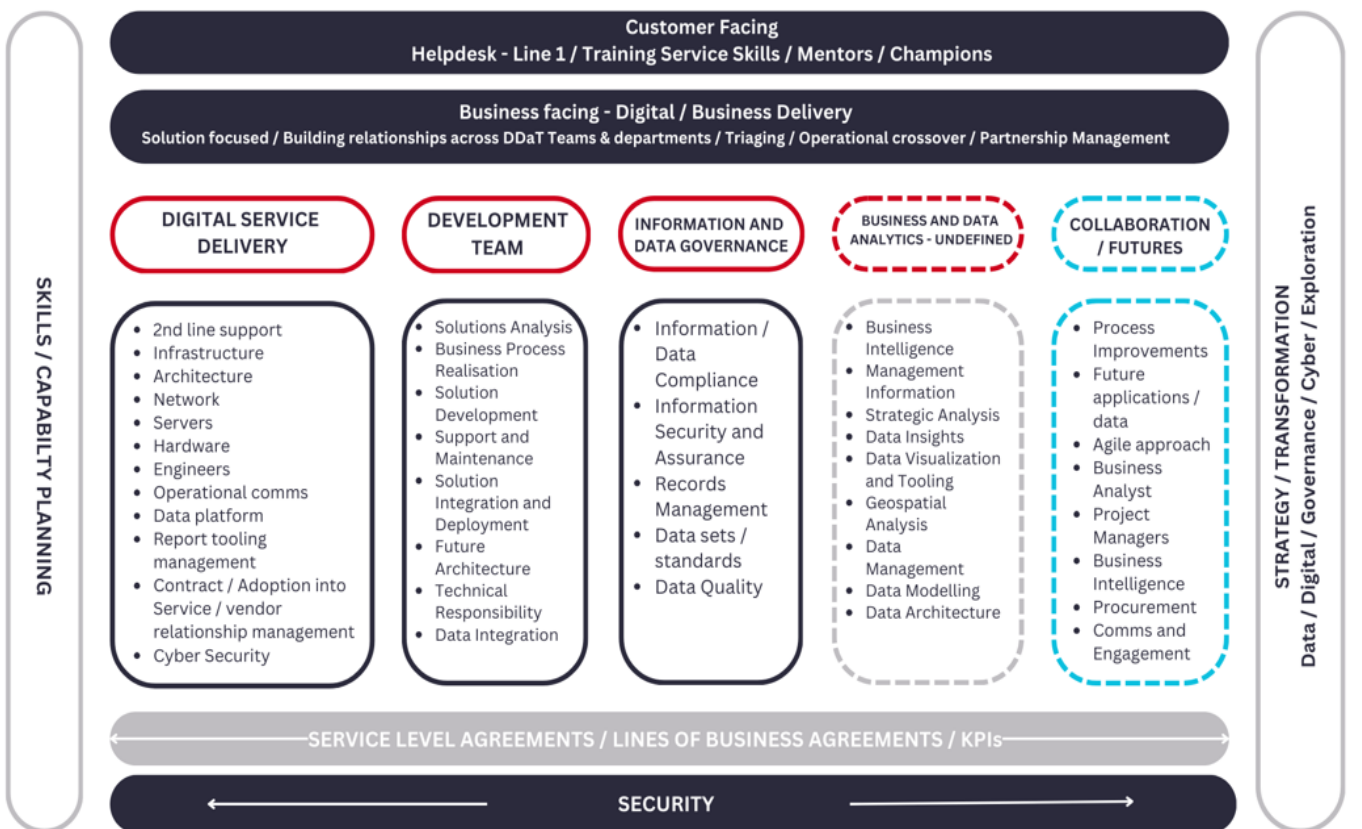 Customer Facing
Helpdesk - Line 1 / Training Service Skills / Mentors / Champions
Business facing - Digital / Business Delivery
Solution focused / Building relationships across DDaT Teams & departments / Triaging / Operational crossover / Partnership Management
SKILLS / CAPABILTY PLANNING
DIGITAL SERVICE
DELIVERY
• 2nd line support
• Infrastructure
• Architecture
• Network
• Servers
• Hardware
• Engineers
• Operational comms
• Data platform
• Report tooling
management
• Contract / Adoption into
Service / vendor
relationship management
• Cyber Security
DEVELOPMENT
TEAM
• Solutions Analysis
• Business Process
Realisation
• Solution
Development
• Support and
Maintenance
• Solution
Integration and
Deployment
• Future
Architecture
• Technical
Responsibility
• Data Integration
INFORMATION AND
DATA GOVERNANCE
• Information /
Data
Compliance
• Information
Security and
Assurance
• Records
Management
• Data sets /
standards
• Data Quality
BUSINESS AND DATA
ANALYTICS - UNDEFINED
• Business
Intelligence
• Management
Information
• Strategic Analysis
• Data Insights
• Data Visualization
and Tooling
• Geospatial
Analysis
• Data
Management
• Data Modelling
• Data Architecture
COLLABORATION
/ FUTURES
• Process
Improvements
• Future
applications /
data
• Agile approach
• Business
Analyst
• Project
Managers
• Business
Intelligence
• Procurement
• Comms and
Engagement
STRATEGY / TRANSFORMATION
Data / Digital / Governance / Cyber / Exploration
SERVICE LEVEL AGREEMENTS / LINES OF BUSINESS AGREEMENTS / KPIs
SECURITY